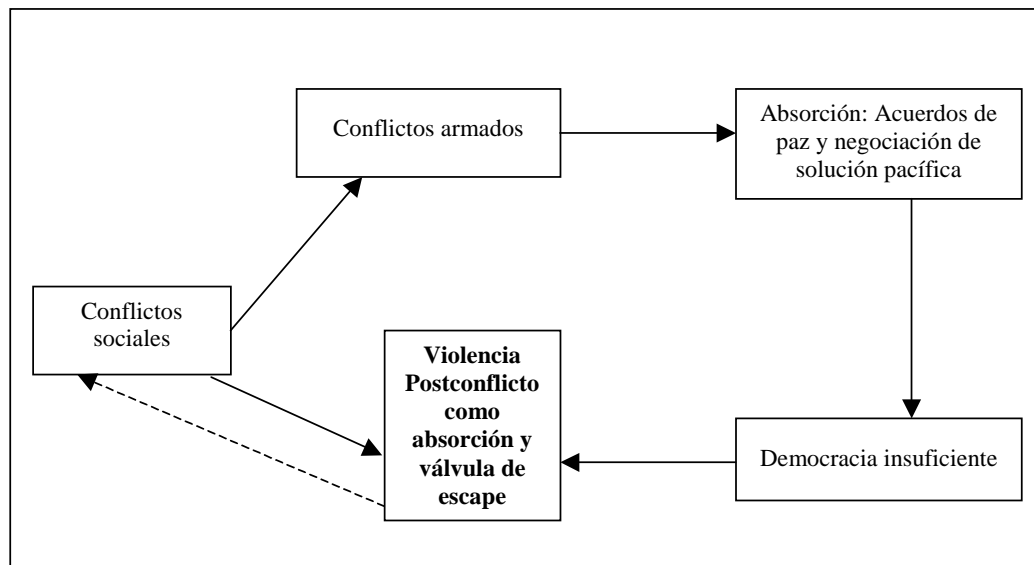 Conflictos armados
Absorción: Acuerdos de
paz y negociación de
solución pacífica
Conflictos
sociales
Violencia
Postconflicto
como
absorción y
válvula de
escape
Democracia insuficiente